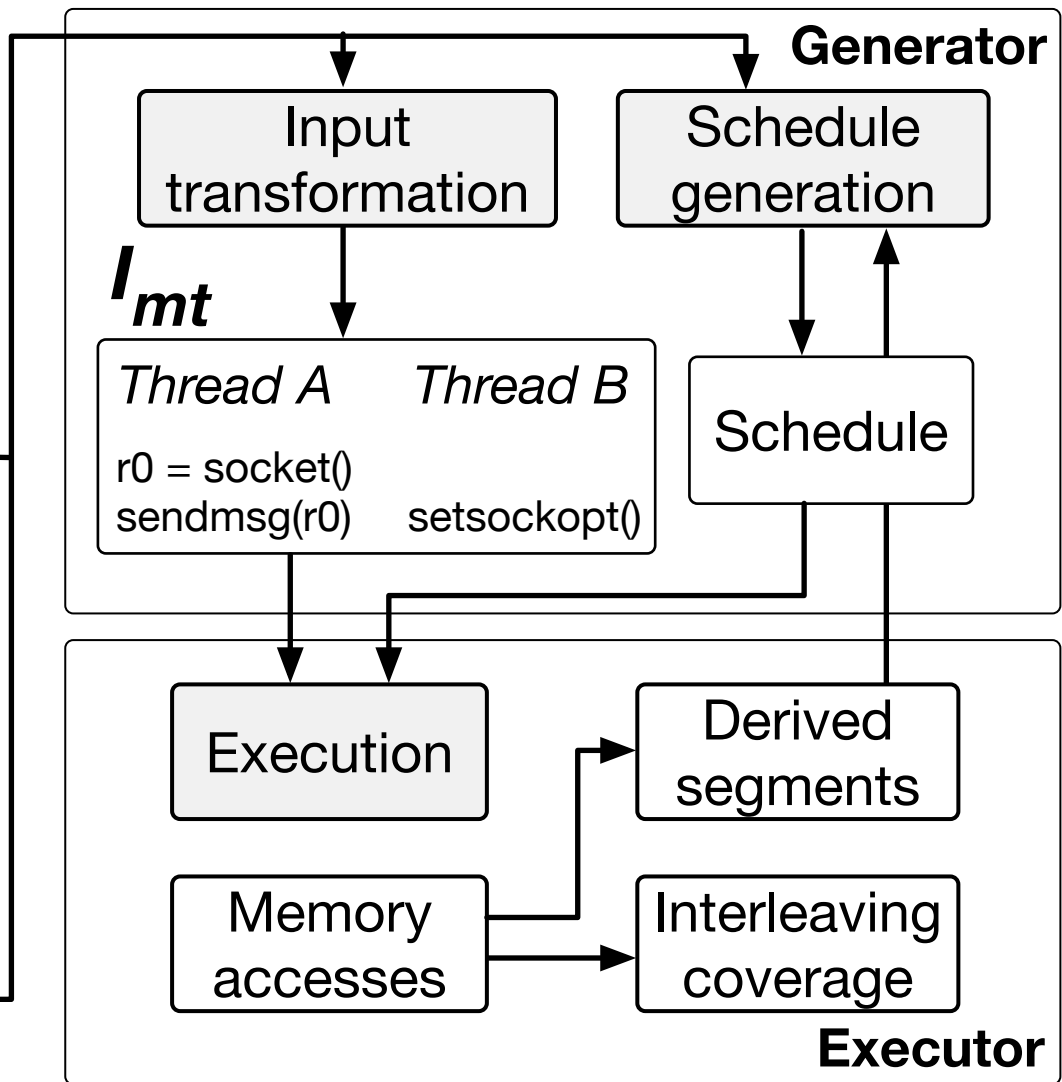 Generator
Input
transformation
Schedule
generation
I_mt
Thread A Thread B
r0 = socket()
sendmsg(r0) setsockopt()
Schedule
Execution
Derived
segments
Memory
accesses
Interleaving
coverage
Executor